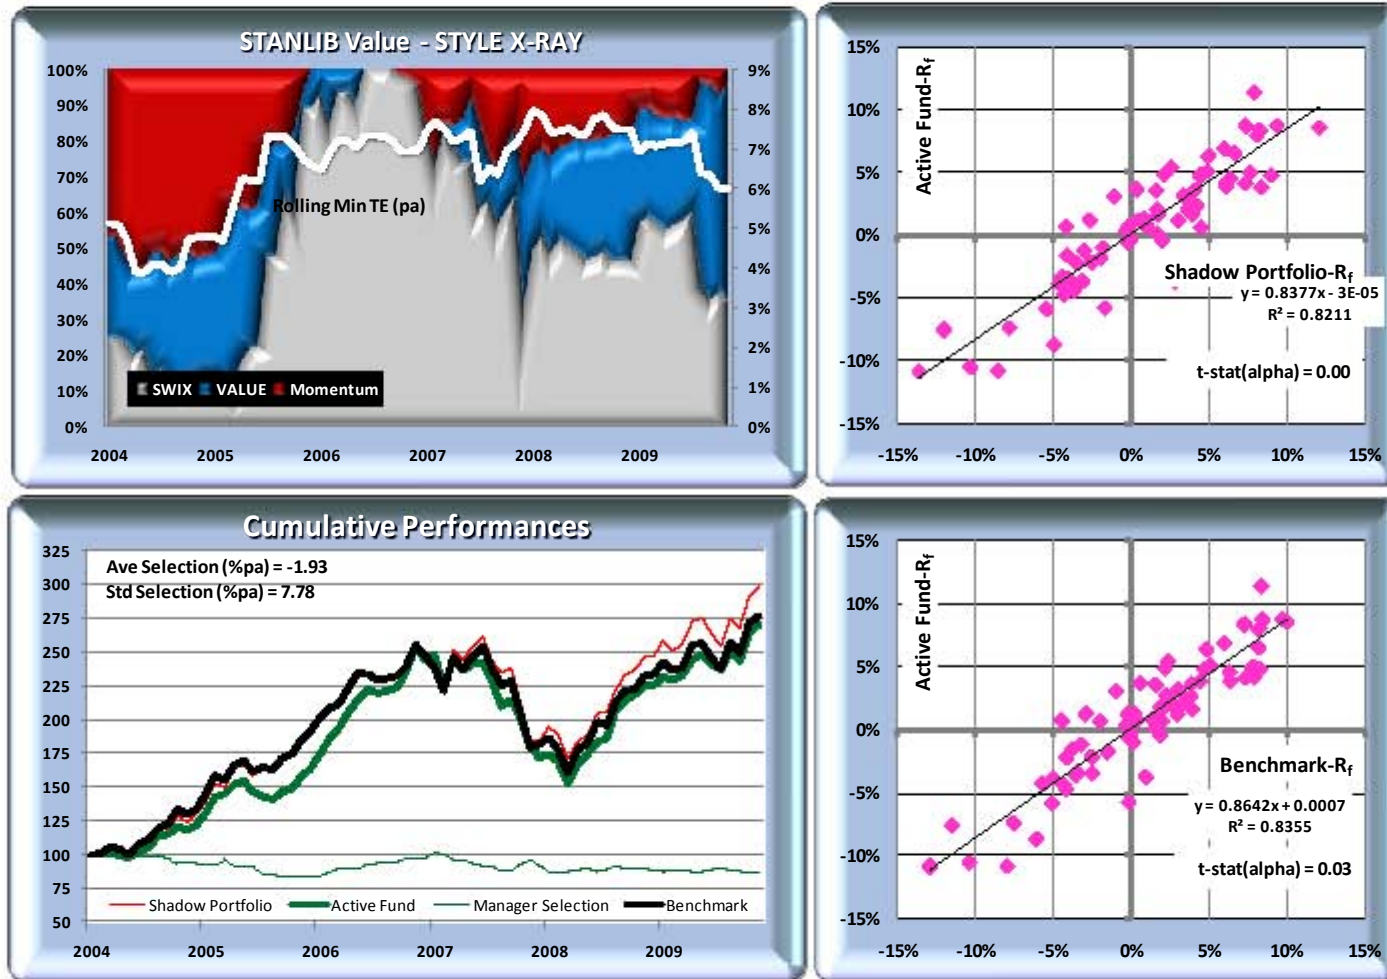 STANLIB Value - STYLE X-RAY
100%
90%
80%
70%
60%
50%
40%
30%
20%
10%
0%
9%
8%
7%
6%
5%
4%
3%
2%
1%
0%
Rolling Min TE (pa)
SWIX VALUE Momentum
2004 2005 2006 2007 2008 2009
15%
10%
5%
0%
-5%
-10%
-15%
Active Fund-Rf
Shadow Portfolio-Rf
y = 0.8377x - 3E-05
R² = 0.8211
t-stat(alpha) = 0.00
-15% -10% -5% 0% 5% 10% 15%
Cumulative Performances
Ave Selection (%pa) = -1.93
Std Selection (%pa) = 7.78
325
300
275
250
225
200
175
150
125
100
75
50
Shadow Portfolio Active Fund Manager Selection Benchmark
2004 2005 2006 2007 2008 2009
15%
10%
5%
0%
-5%
-10%
-15%
Active Fund-Rf
Benchmark-Rf
y = 0.8642x + 0.0007
R² = 0.8355
t-stat(alpha) = 0.03
-15% -10% -5% 0% 5% 10% 15%